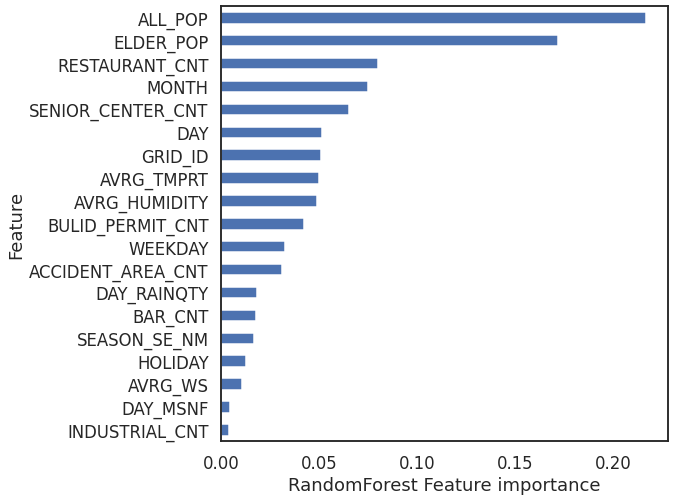 ALL_POP
ELDER_POP
RESTAURANT_CNT
MONTH
SENIOR_CENTER_CNT
DAY
GRID_ID
AVRG_TMPRT
AVRG_HUMIDITY
BULID_PERMIT_CNT
WEEKDAY
ACCIDENT_AREA_CNT
DAY_RAINQTY
BAR_CNT
SEASON_SE_NM
HOLIDAY
AVRG_WS
DAY_MSNF
INDUSTRIAL_CNT
Feature
0.00 0.05 0.10 0.15 0.20
RandomForest Feature importance